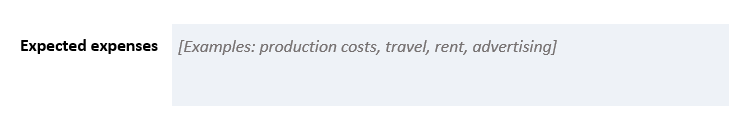 Expected expenses [Examples: production costs, travel, rent, advertising]